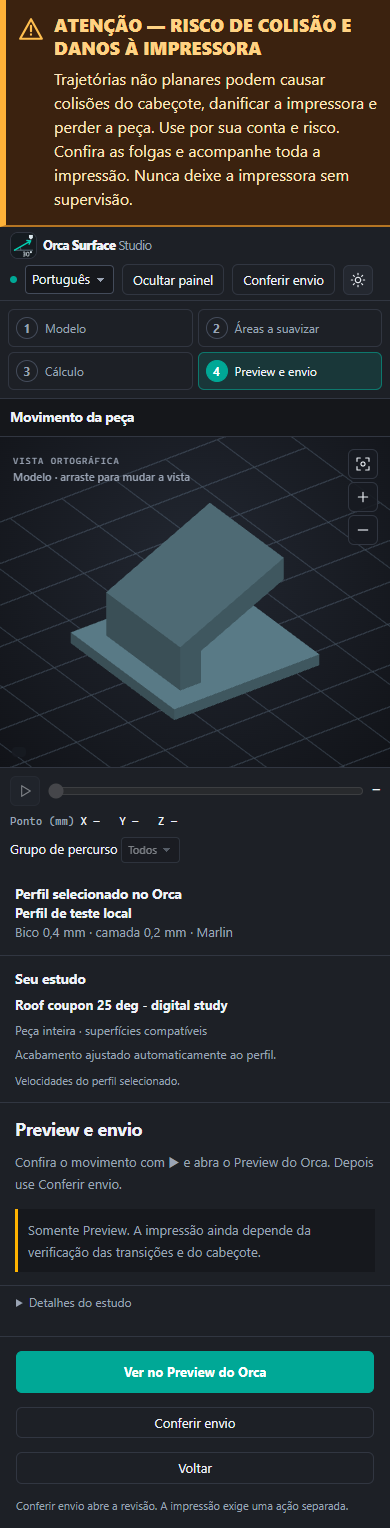 ATENÇÃO — RISCO DE COLISÃO E
DANOS À IMPRESSORA
Trajetórias não planares podem causar
colisões do cabeçote, danificar a impressora e
perder a peça. Use por sua conta e risco.
Confira as folgas e acompanhe toda a
impressão. Nunca deixe a impressora sem
supervisão.
Orca Surface Studio
Português
Ocultar painel
Conferir envio
1 Modelo
2 Áreas a suavizar
3 Cálculo
4 Preview e envio
Movimento da peça
VISTA ORTOGRÁFICA
Modelo · arraste para mudar a vista
Ponto (mm) X — Y — Z —
Grupo de percurso Todos
Perfil selecionado no Orca
Perfil de teste local
Bico 0,4 mm · camada 0,2 mm · Marlin
Seu estudo
Roof coupon 25 deg - digital study
Peça inteira · superfícies compatíveis
Acabamento ajustado automaticamente ao perfil.
Velocidades do perfil selecionado.
Preview e envio
Confira o movimento com ▶ e abra o Preview do Orca. Depois
use Conferir envio.
Somente Preview. A impressão ainda depende da
verificação das transições e do cabeçote.
Detalhes do estudo
Ver no Preview do Orca
Conferir envio
Voltar
Conferir envio abre a revisão. A impressão exige uma ação separada.